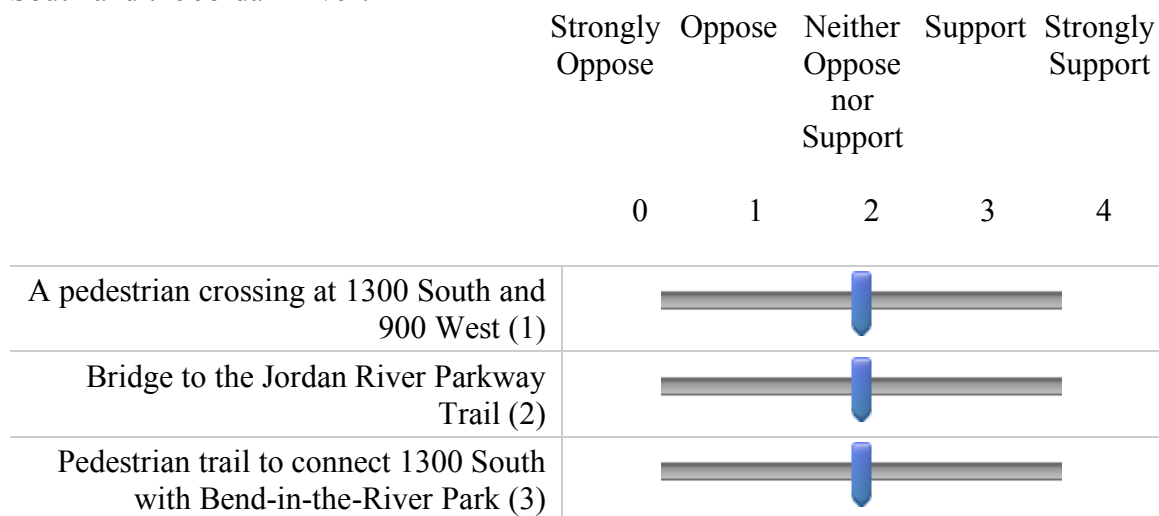 Strongly Oppose Neither Support Strongly
Oppose Oppose Support
nor
Support
0 1 2 3 4
A pedestrian crossing at 1300 South and
900 West (1)
Bridge to the Jordan River Parkway
Trail (2)
Pedestrian trail to connect 1300 South
with Bend-in-the-River Park (3)